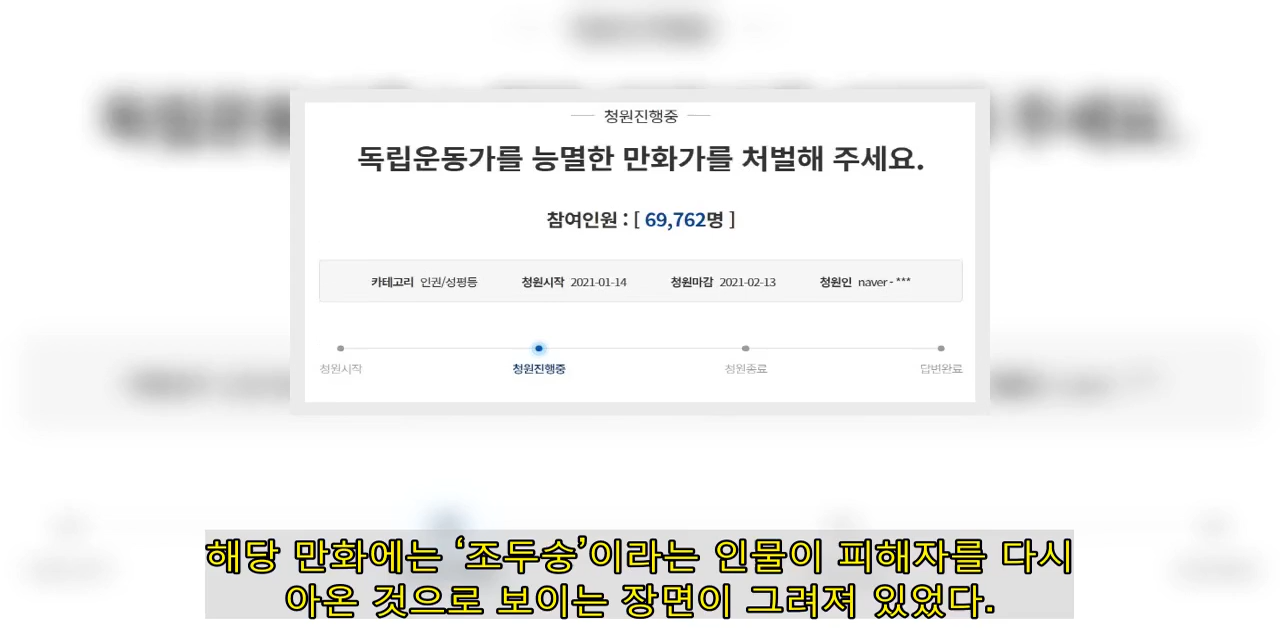 청원진행중
독립운동가를 능멸한 만화가를 처벌해 주세요.
참여인원 : [ 69,762명 ]
카테고리 인권/성평등 청원시작 2021-01-14 청원마감 2021-02-13 청원인 naver - ***
청원시작 청원진행중 청원종료 답변완료
해당 만화에는 ‘조두숭’이라는 인물이 피해자를 다시
아온 것으로 보이는 장면이 그려져 있었다.